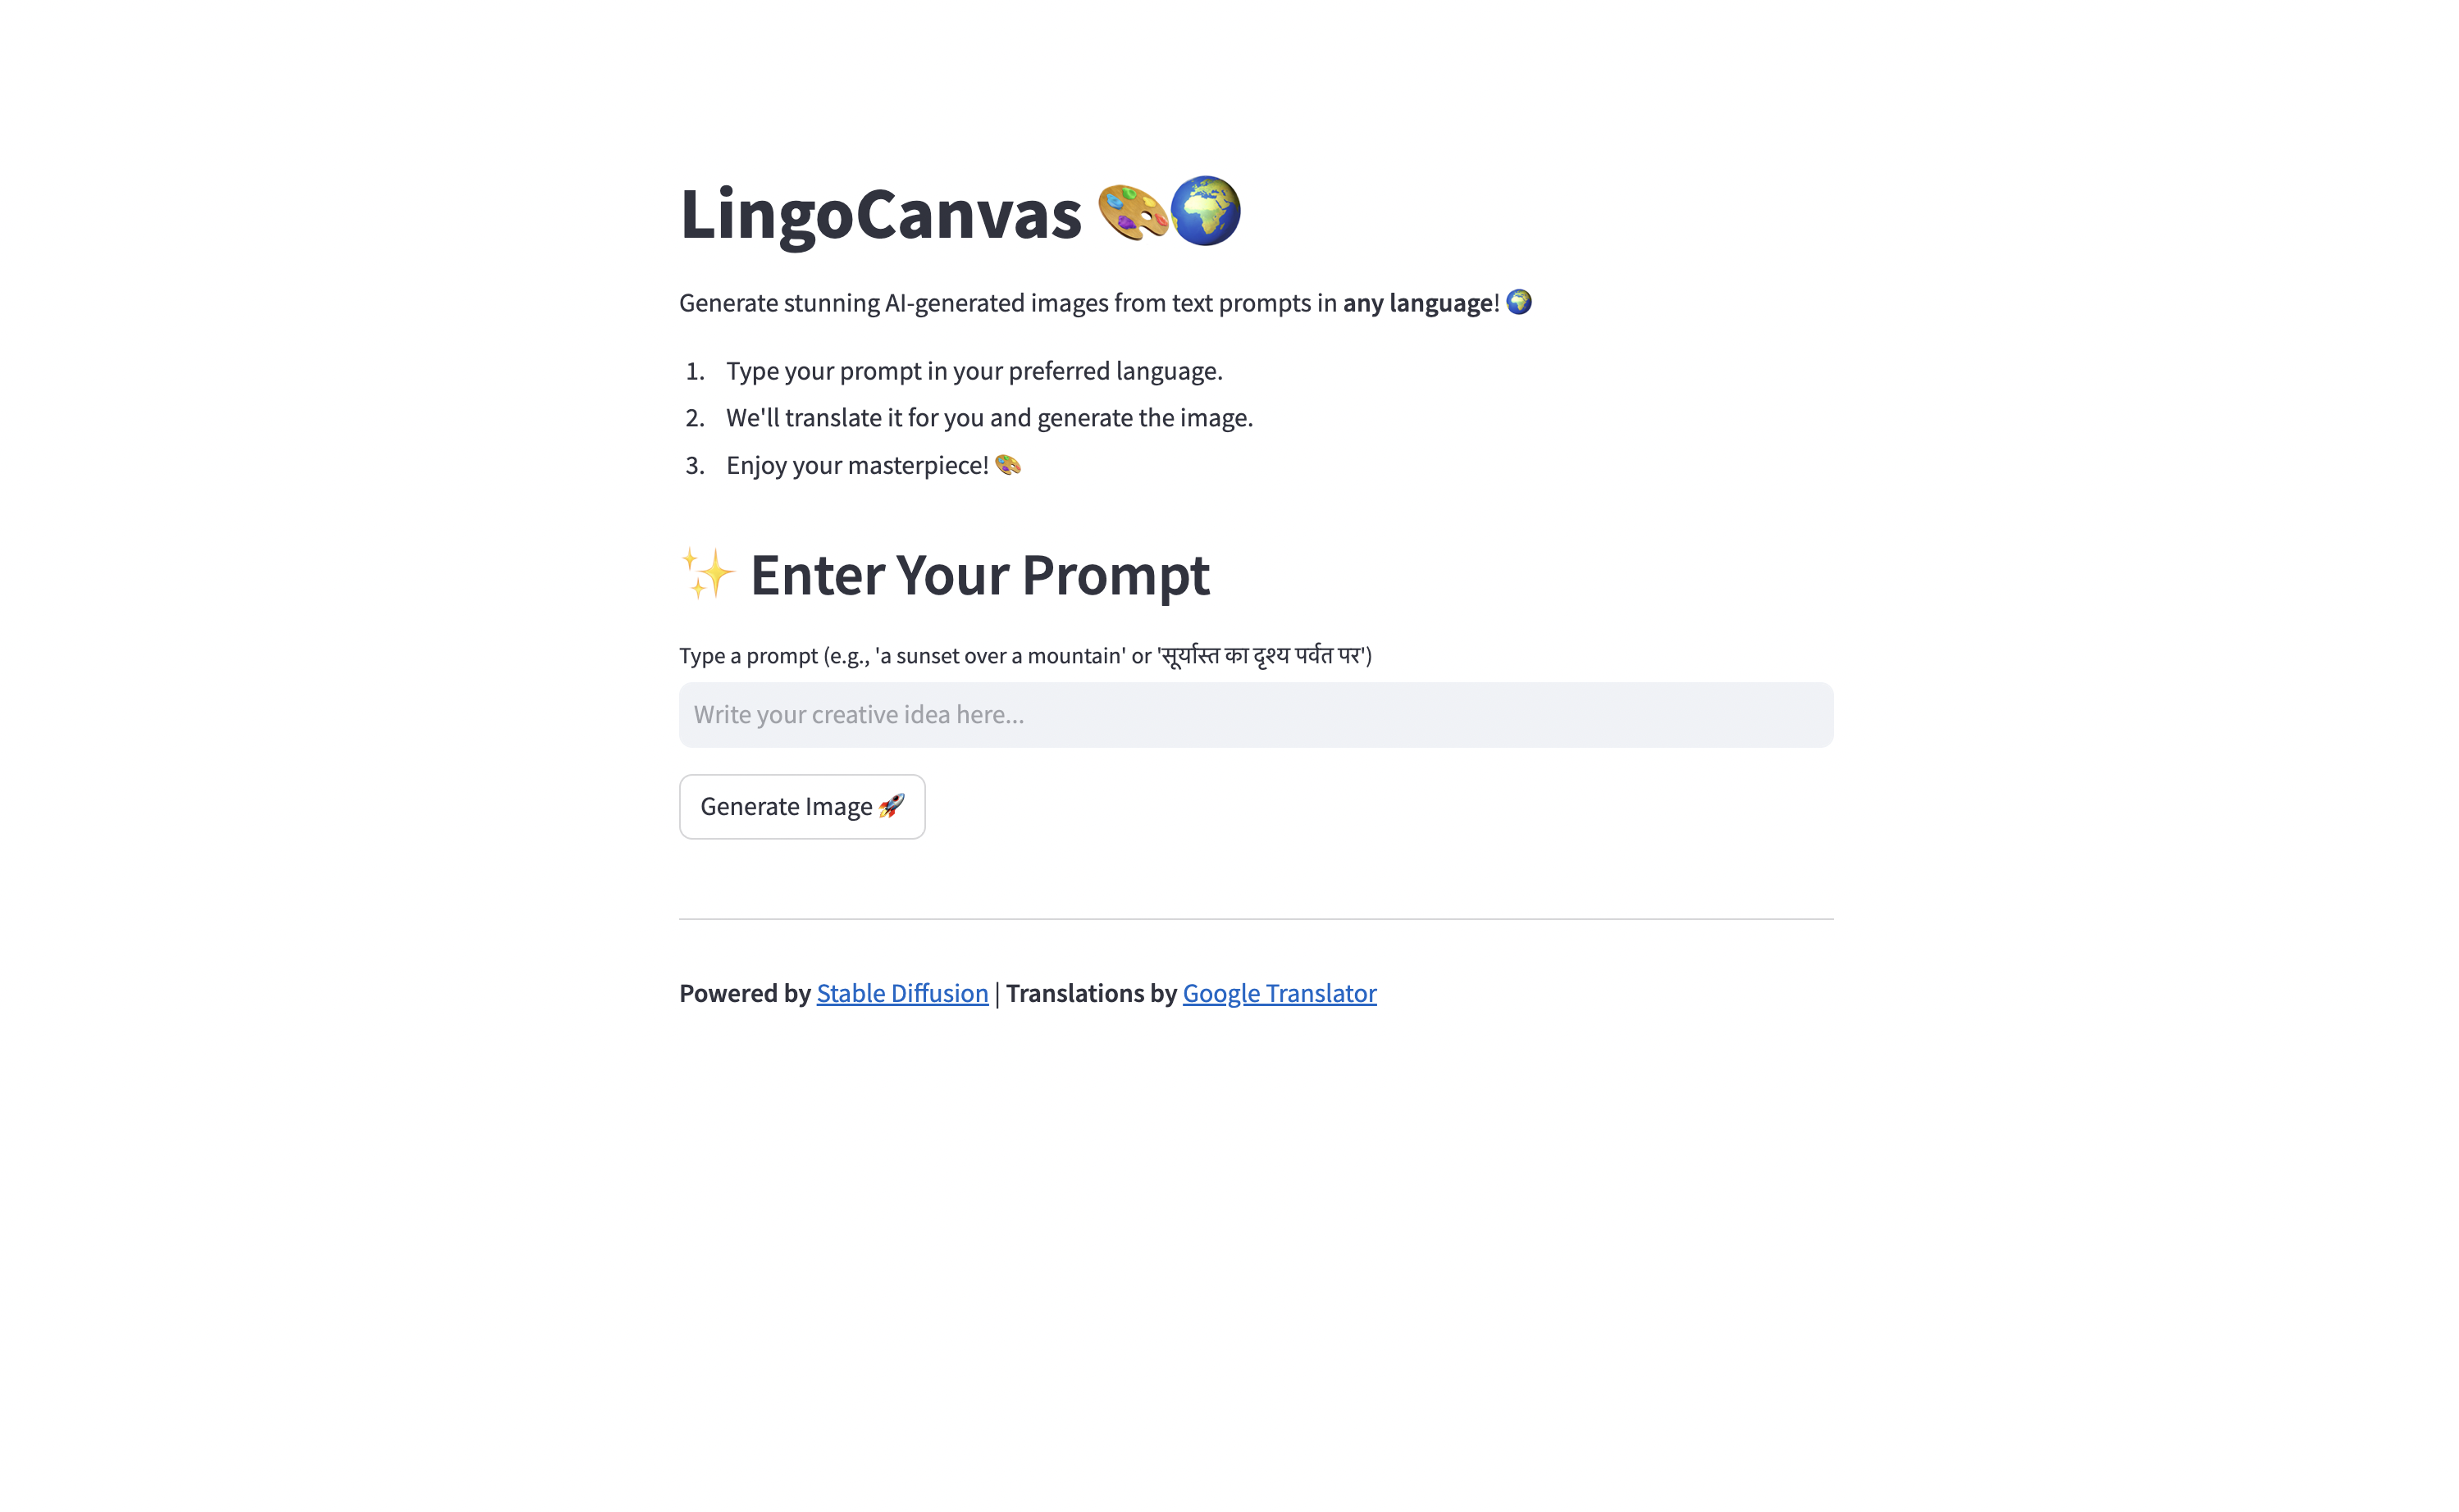 LingoCanvas 🎨🌍
Generate stunning AI-generated images from text prompts in any language! 🌍
1. Type your prompt in your preferred language.
2. We'll translate it for you and generate the image.
3. Enjoy your masterpiece! 🎨
✨ Enter Your Prompt
Type a prompt (e.g., 'a sunset over a mountain' or 'सूर्यास्त का दृश्य पर्वत पर')
Write your creative idea here...
Generate Image 🚀
Powered by Stable Diffusion | Translations by Google Translator